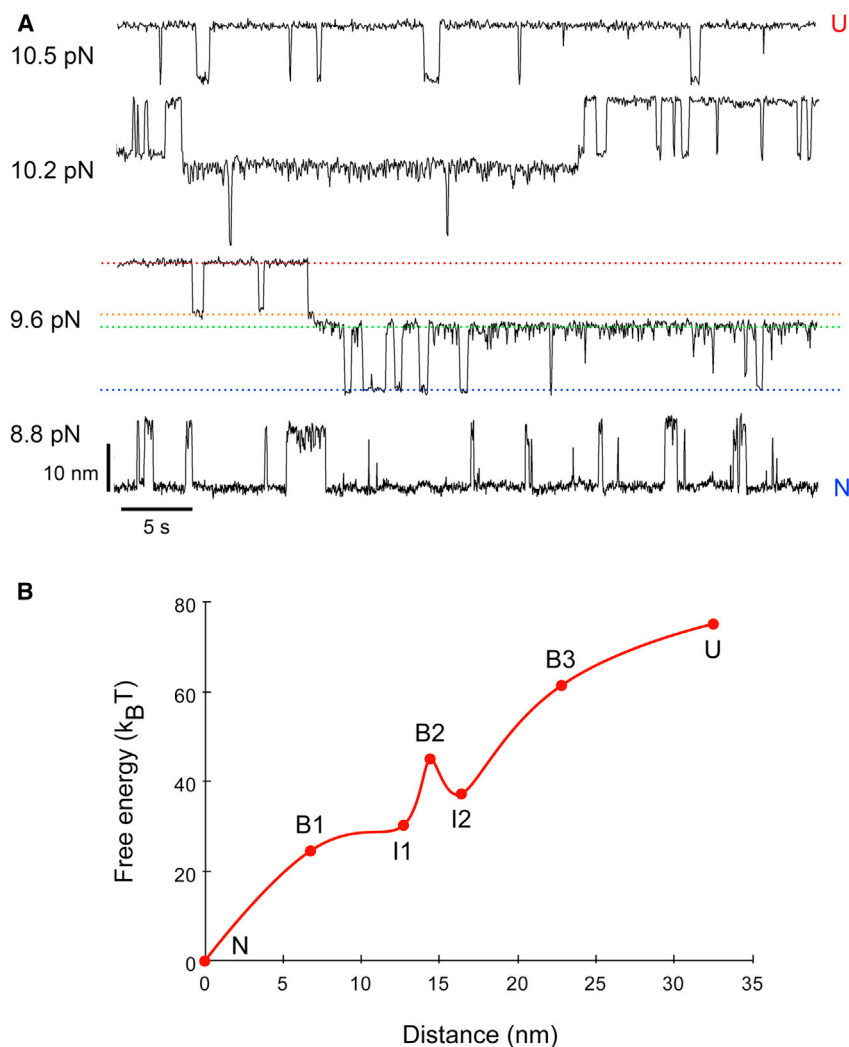 A
U
10.5 pN
10.2 pN
9.6 pN
8.8 pN
10 nm
N
5 s
B
80
60
40
20
0
Free energy (kBT)
N
B1
I1
B2
I2
B3
U
0 5 10 15 20 25 30 35
Distance (nm)